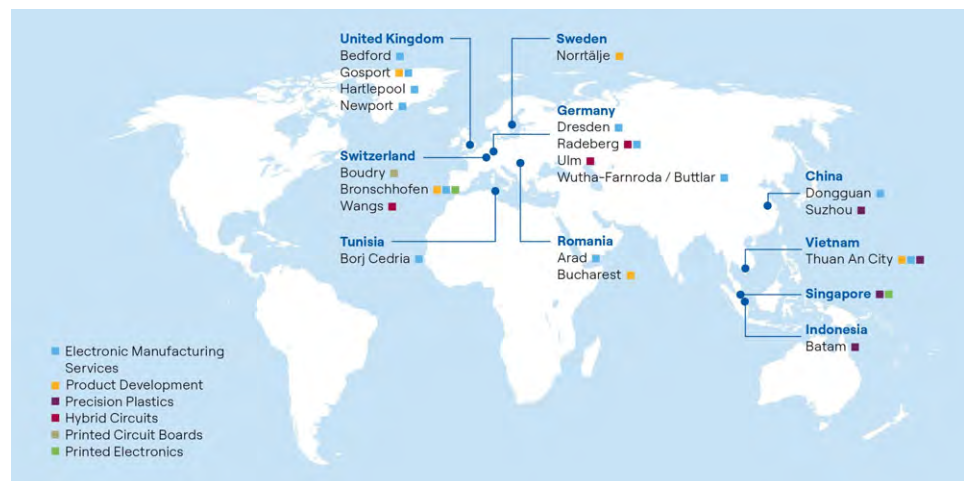 United Kingdom
Bedford
Gosport
Hartlepool
Newport
Sweden
Norrtälje
Germany
Dresden
Radeberg
Ulm
Wutha-Farnroda / Buttlar
Switzerland
Boudry
Bronschhofen
Wangs
China
Dongguan
Suzhou
Tunisia
Borj Cedria
Romania
Arad
Bucharest
Vietnam
Thuan An City
Singapore
Indonesia
Batam
Electronic Manufacturing
Services
Product Development
Precision Plastics
Hybrid Circuits
Printed Circuit Boards
Printed Electronics